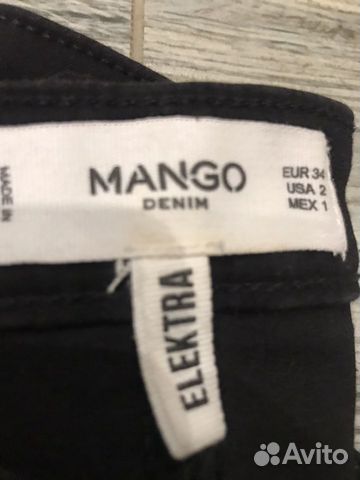 MADE IN
MANGO
DENIM
EUR 34
USA 2
MEX 1
ELEKTRA
Avito